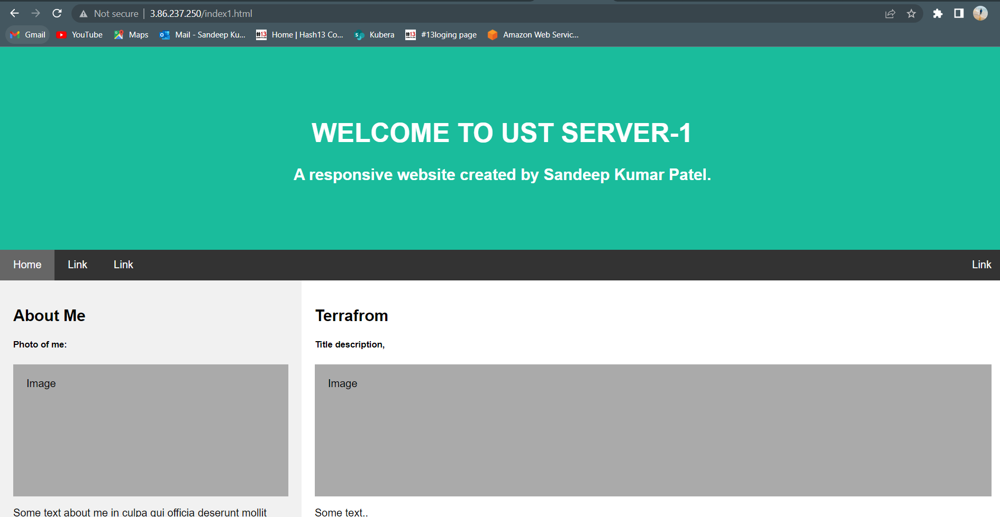 Not secure | 3.86.237.250/index1.html
Gmail YouTube Maps Mail - Sandeep Ku... #13 Home | Hash13 Co... Kubera #13 #13loging page Amazon Web Servic...
WELCOME TO UST SERVER-1
A responsive website created by Sandeep Kumar Patel.
Home Link Link Link
About Me
Photo of me:
Image
Some text about me in culpa qui officia deserunt mollit
Terrafrom
Title description,
Image
Some text..